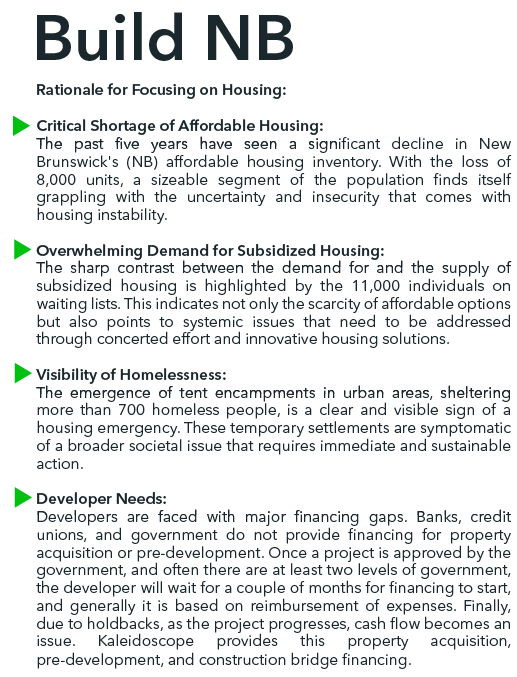 Build NB
Rationale for Focusing on Housing:
Critical Shortage of Affordable Housing:
The past five years have seen a significant decline in New
Brunswick's (NB) affordable housing inventory. With the loss of
8,000 units, a sizeable segment of the population finds itself
grappling with the uncertainty and insecurity that comes with
housing instability.
Overwhelming Demand for Subsidized Housing:
The sharp contrast between the demand for and the supply of
subsidized housing is highlighted by the 11,000 individuals on
waiting lists. This indicates not only the scarcity of affordable options
but also points to systemic issues that need to be addressed
through concerted effort and innovative housing solutions.
Visibility of Homelessness:
The emergence of tent encampments in urban areas, sheltering
more than 700 homeless people, is a clear and visible sign of a
housing emergency. These temporary settlements are symptomatic
of a broader societal issue that requires immediate and sustainable
action.
Developer Needs:
Developers are faced with major financing gaps. Banks, credit
unions, and government do not provide financing for property
acquisition or pre-development. Once a project is approved by the
government, and often there are at least two levels of government,
the developer will wait for a couple of months for financing to start,
and generally it is based on reimbursement of expenses. Finally,
due to holdbacks, as the project progresses, cash flow becomes an
issue. Kaleidoscope provides this property acquisition,
pre-development, and construction bridge financing.